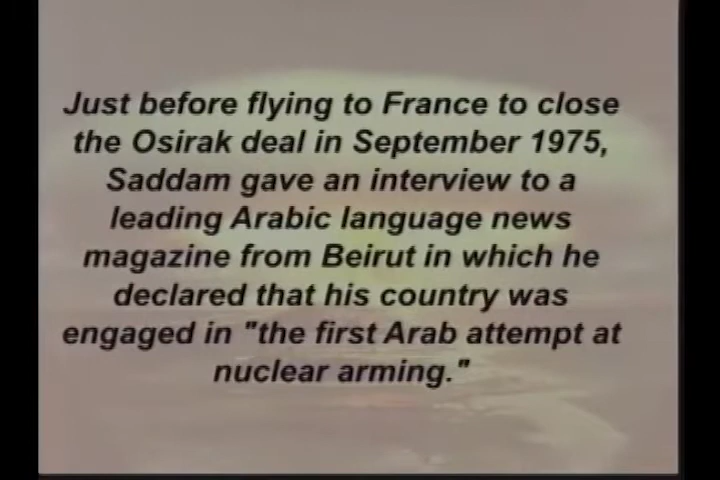 Just before flying to France to close
the Osirak deal in September 1975,
Saddam gave an interview to a
leading Arabic language news
magazine from Beirut in which he
declared that his country was
engaged in "the first Arab attempt at
nuclear arming."